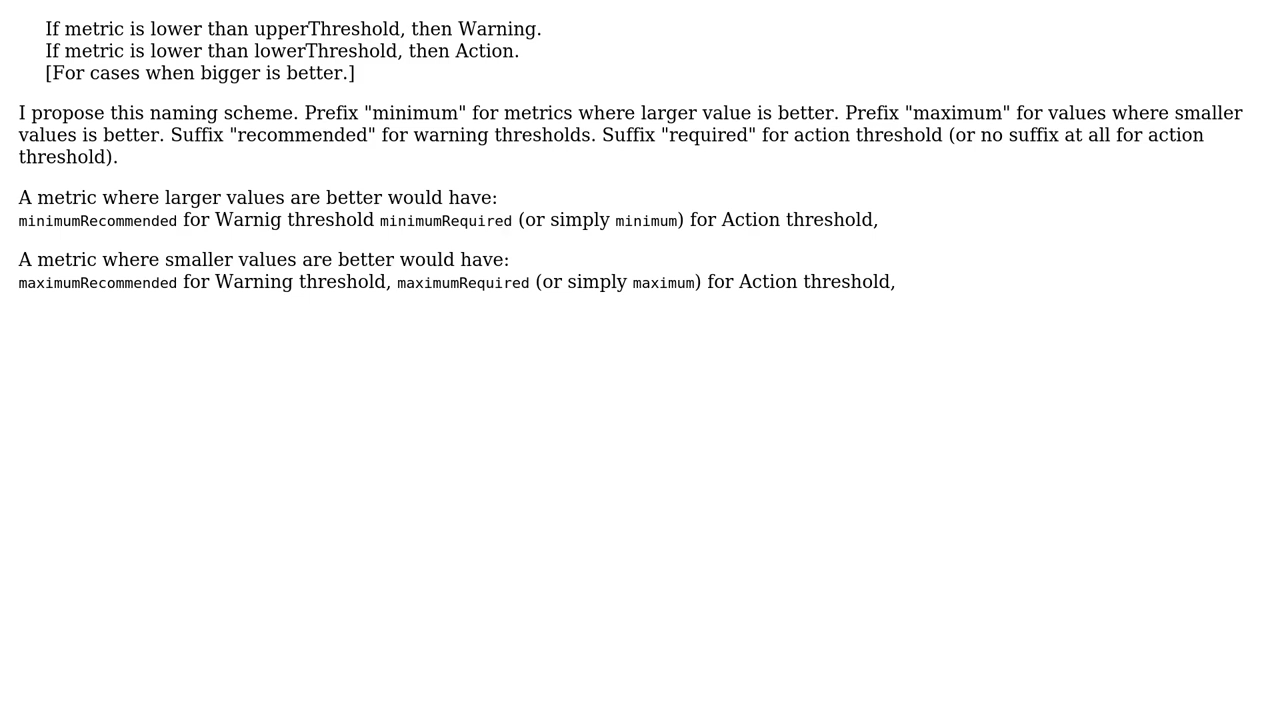 If metric is lower than upperThreshold, then Warning.
If metric is lower than lowerThreshold, then Action.
[For cases when bigger is better.]
I propose this naming scheme. Prefix "minimum" for metrics where larger value is better. Prefix "maximum" for values where smaller
values is better. Suffix "recommended" for warning thresholds. Suffix "required" for action threshold (or no suffix at all for action
threshold).
A metric where larger values are better would have:
minimumRecommended for Warnig threshold minimumRequired (or simply minimum) for Action threshold,
A metric where smaller values are better would have:
maximumRecommended for Warning threshold, maximumRequired (or simply maximum) for Action threshold,